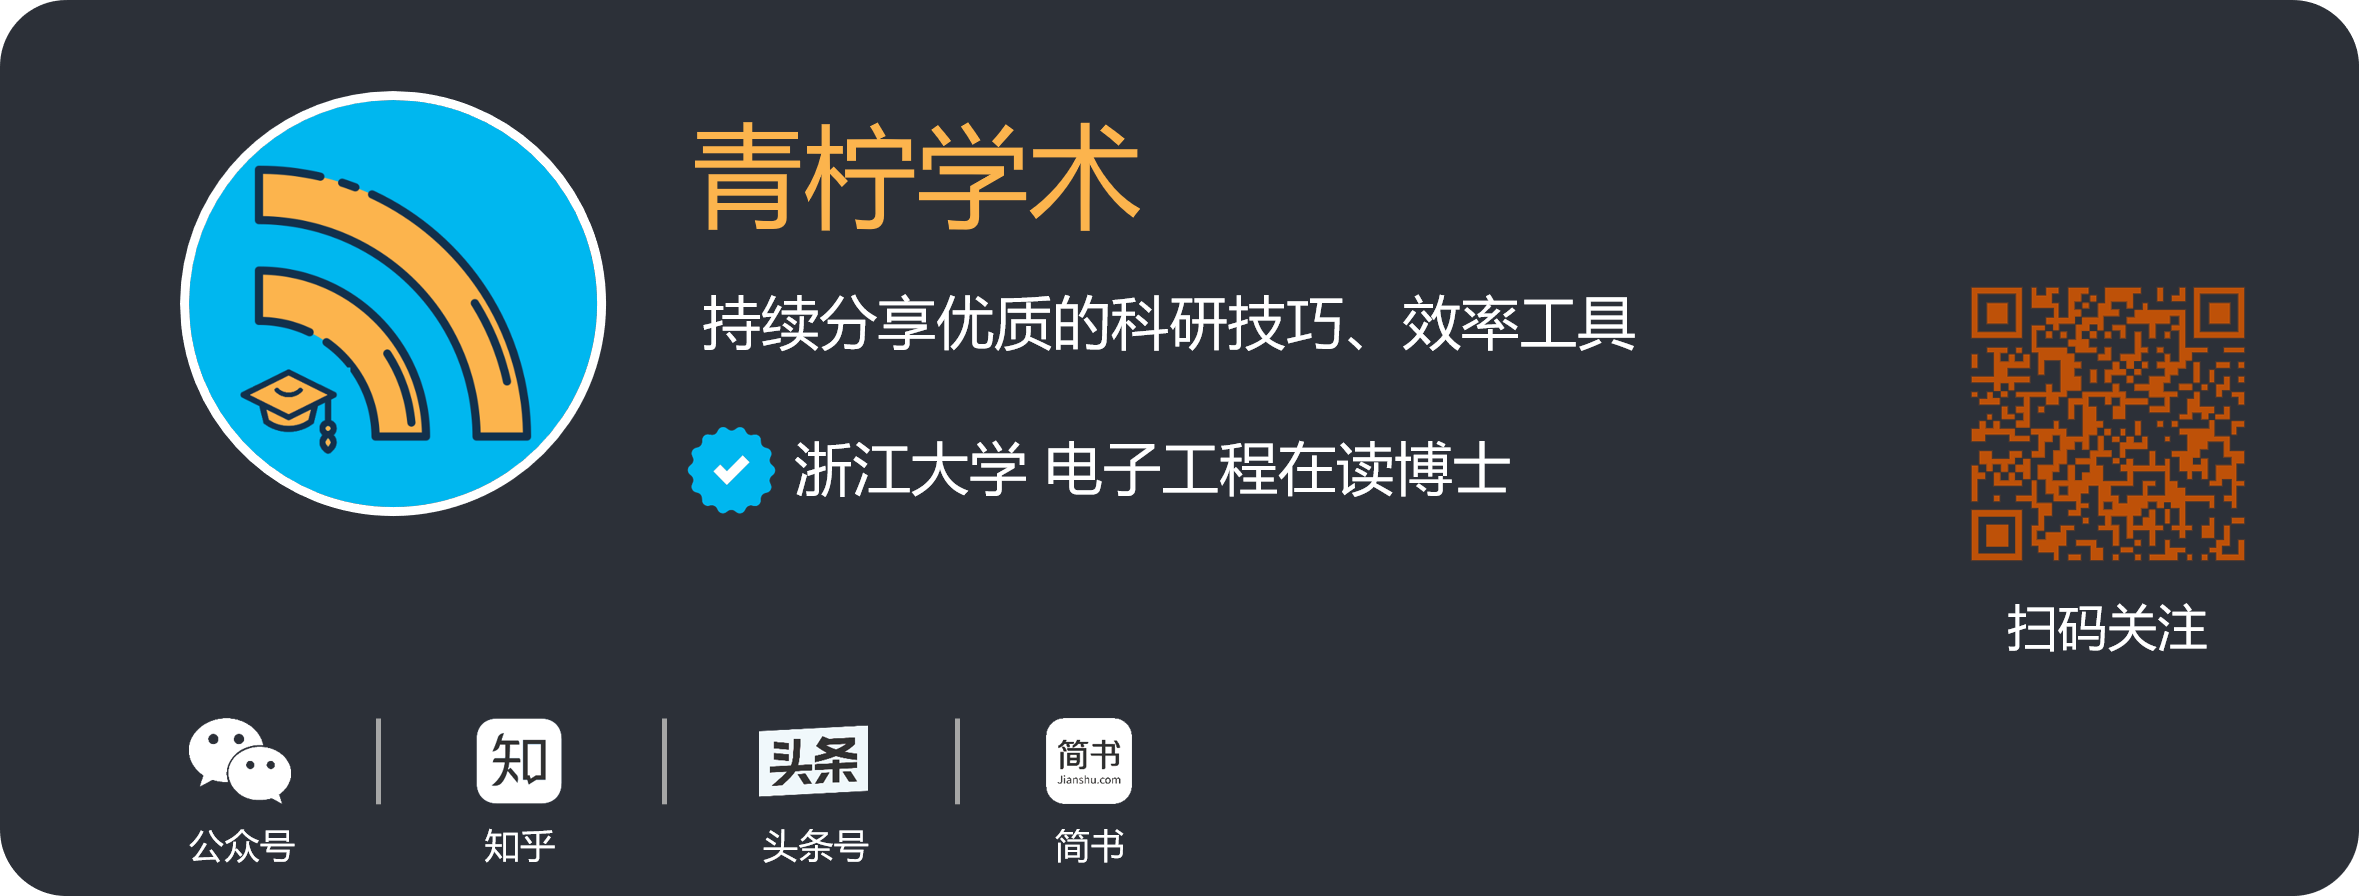 青柠学术
持续分享优质的科研技巧、效率工具
浙江大学 电子工程在读博士
扫码关注
知
头条
简书
Jianshu.com
公众号
知乎
头条号
简书